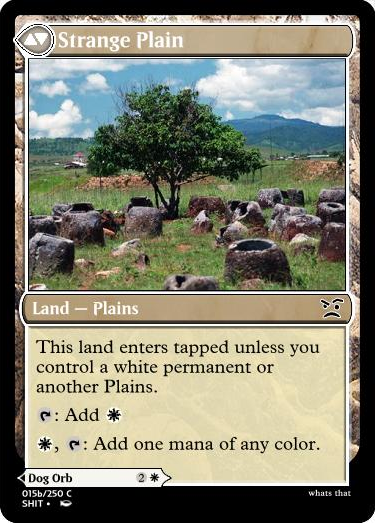 Strange Plain
Land — Plains
This land enters tapped unless you
control a white permanent or
another Plains.
: Add
, : Add one mana of any color.
Dog Orb 2
015b/250 C
SHIT •
whats that